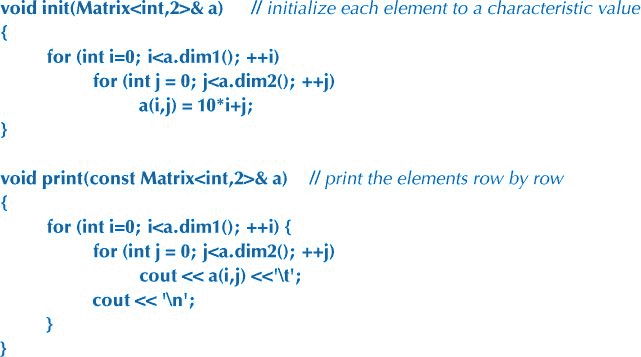 void init(Matrix<int,2>& a)     // initialize each element to a characteristic value
{
for (int i=0; i<a.dim1(); ++i)
for (int j = 0; j<a.dim2(); ++j)
a(i,j) = 10*i+j;
}
void print(const Matrix<int,2>& a)     // print the elements row by row
{
for (int i=0; i<a.dim1(); ++i) {
for (int j = 0; j<a.dim2(); ++j)
cout << a(i,j) <<'\t';
cout << '\n';
}
}